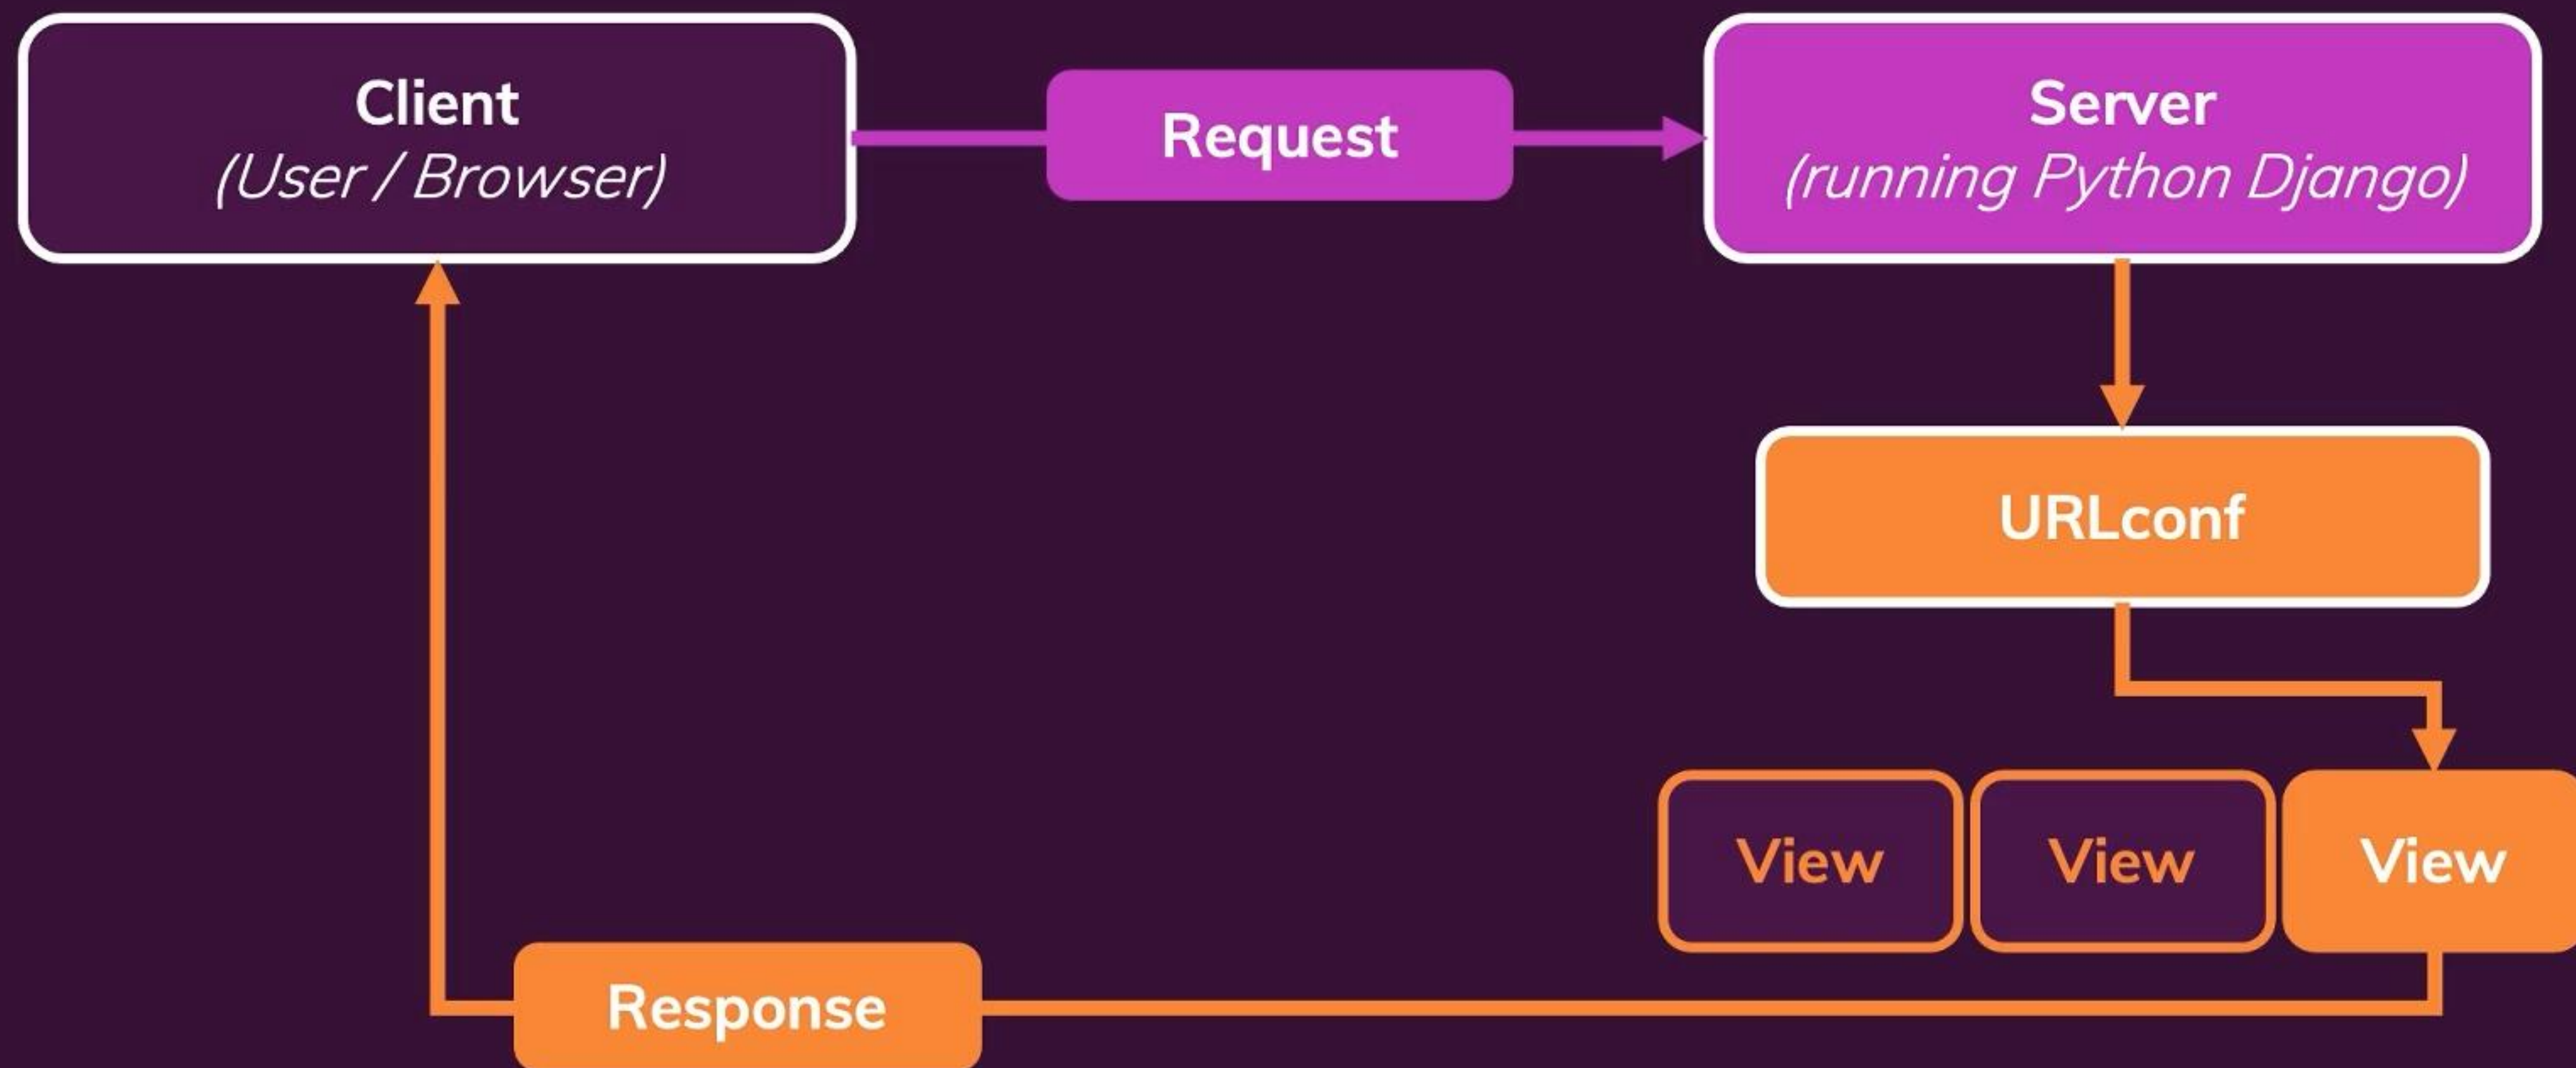 Client
(User / Browser)
Request
Server
(running Python Django)
URLconf
View
View
View
Response